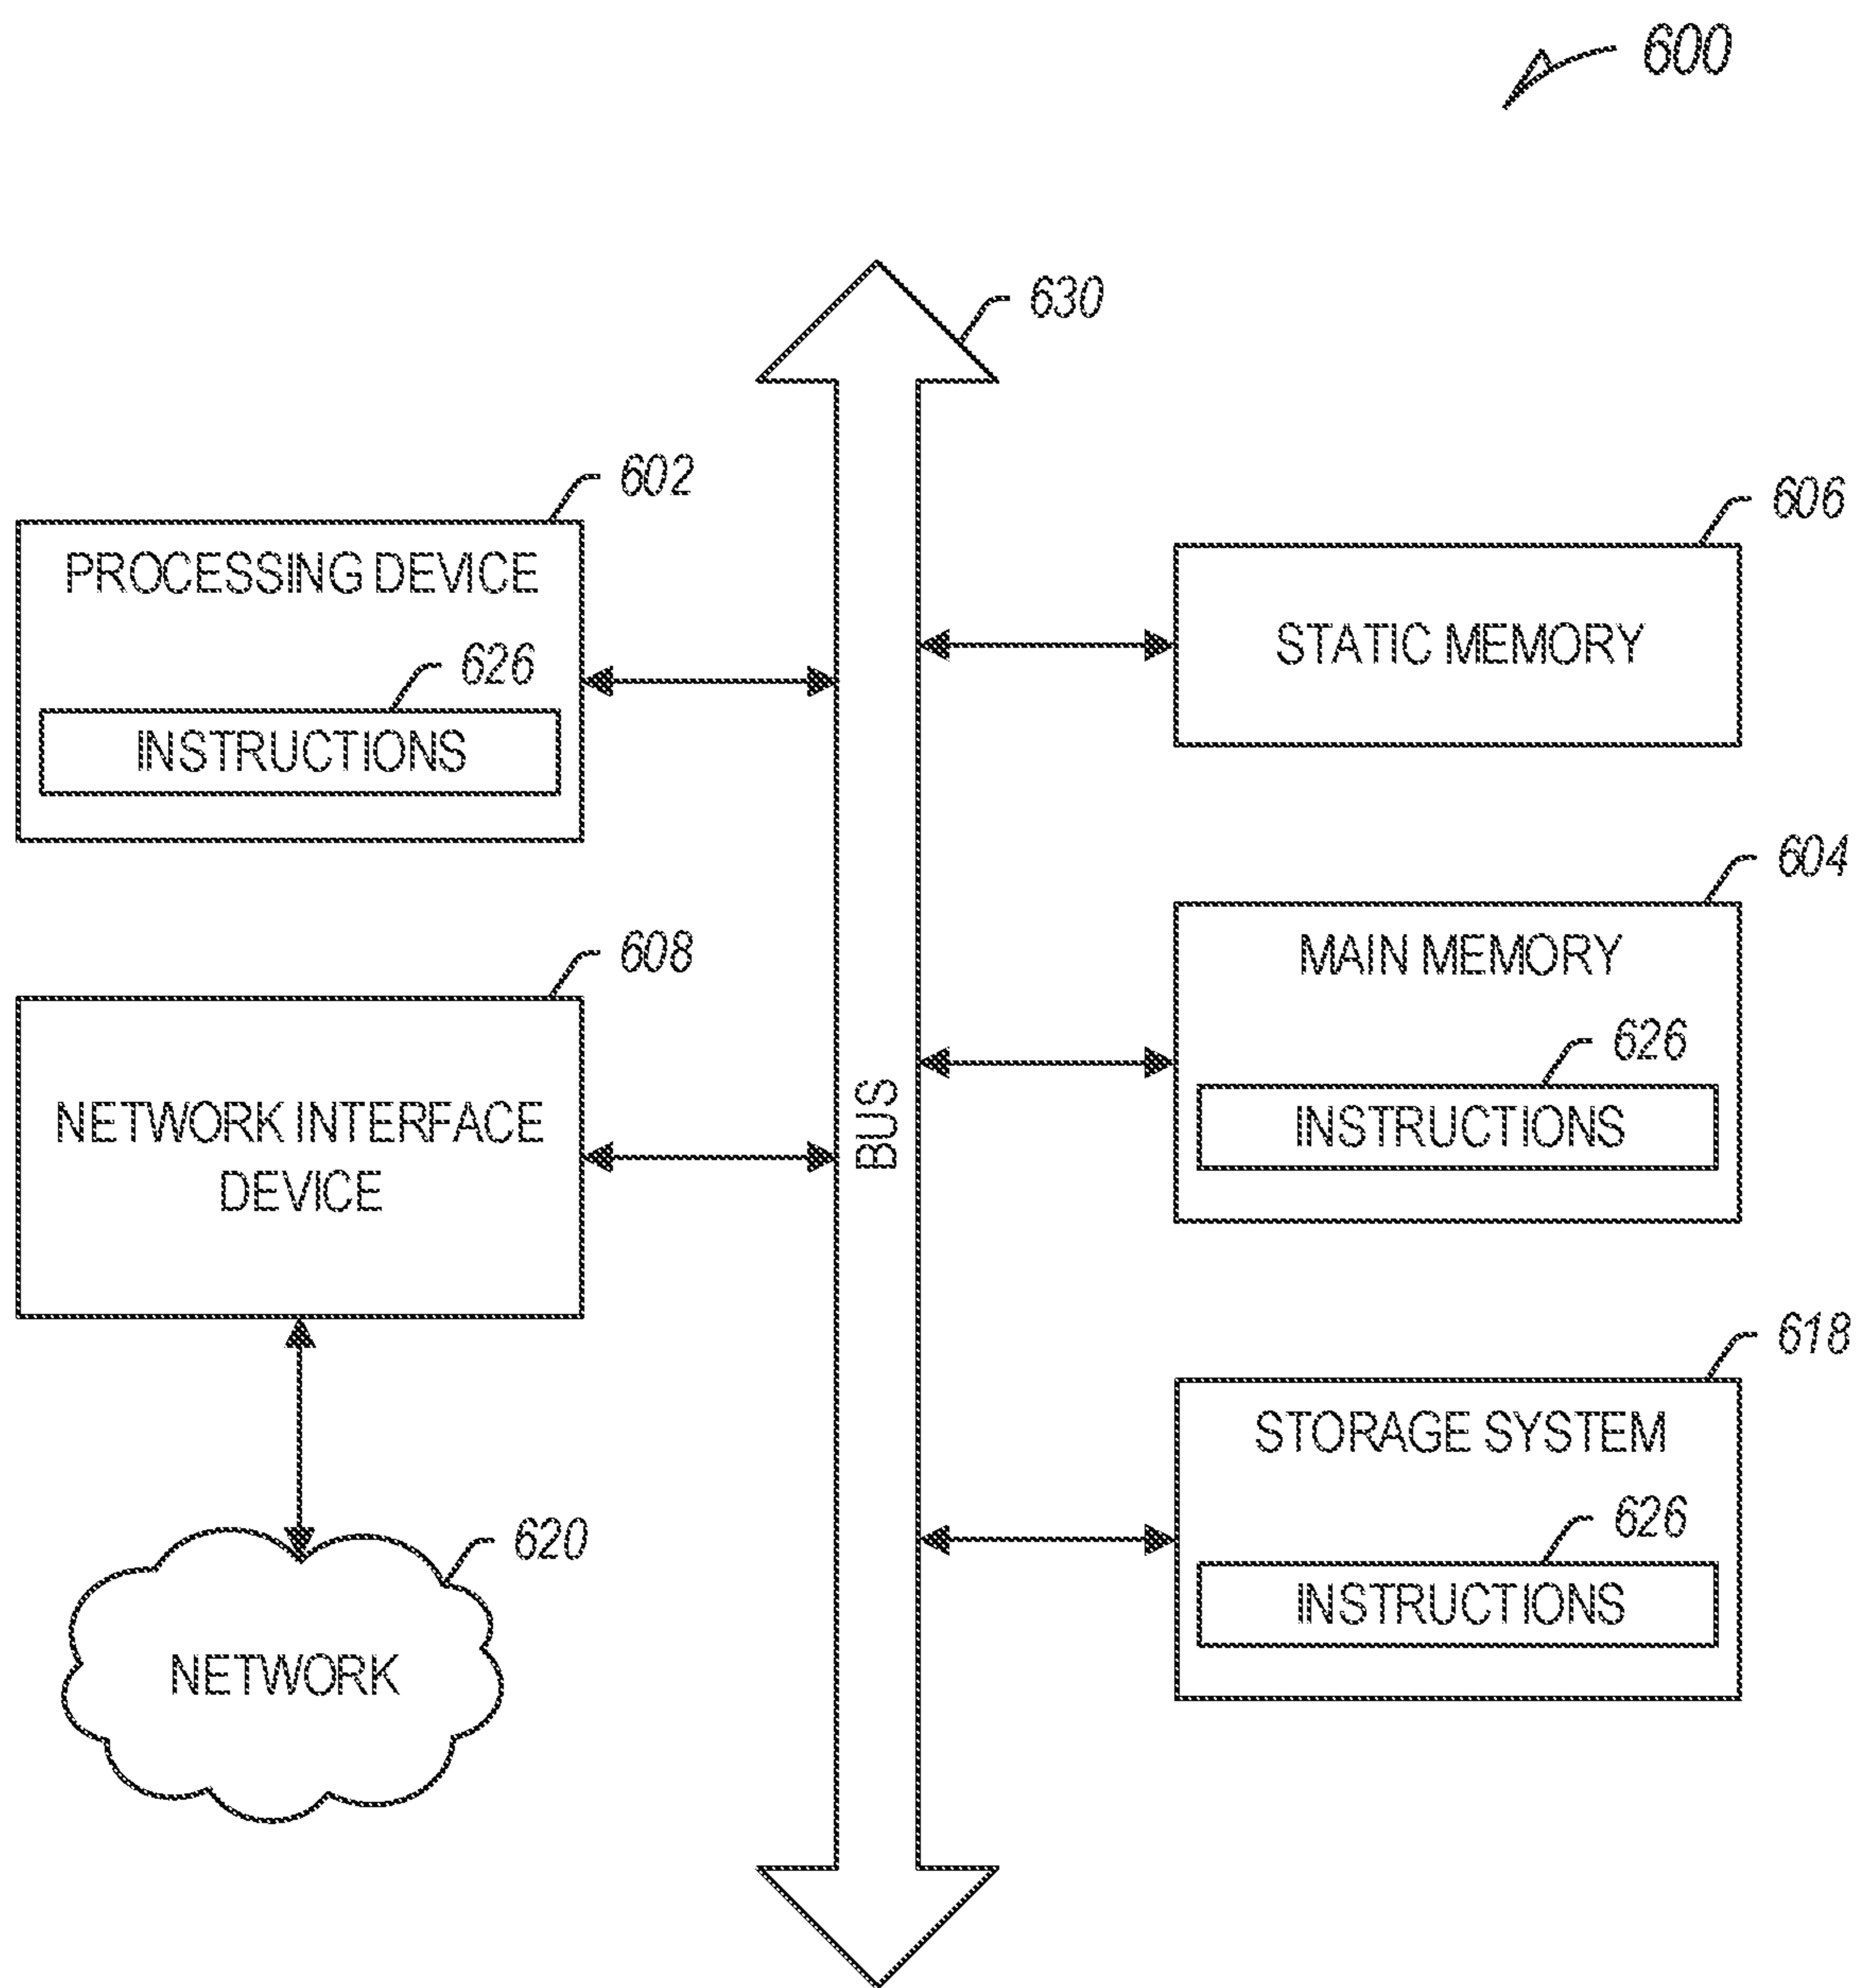 600
630
602
PROCESSING DEVICE
626
INSTRUCTIONS
606
STATIC MEMORY
604
MAIN MEMORY
626
INSTRUCTIONS
608
NETWORK INTERFACE
DEVICE
BUS
618
STORAGE SYSTEM
626
INSTRUCTIONS
620
NETWORK